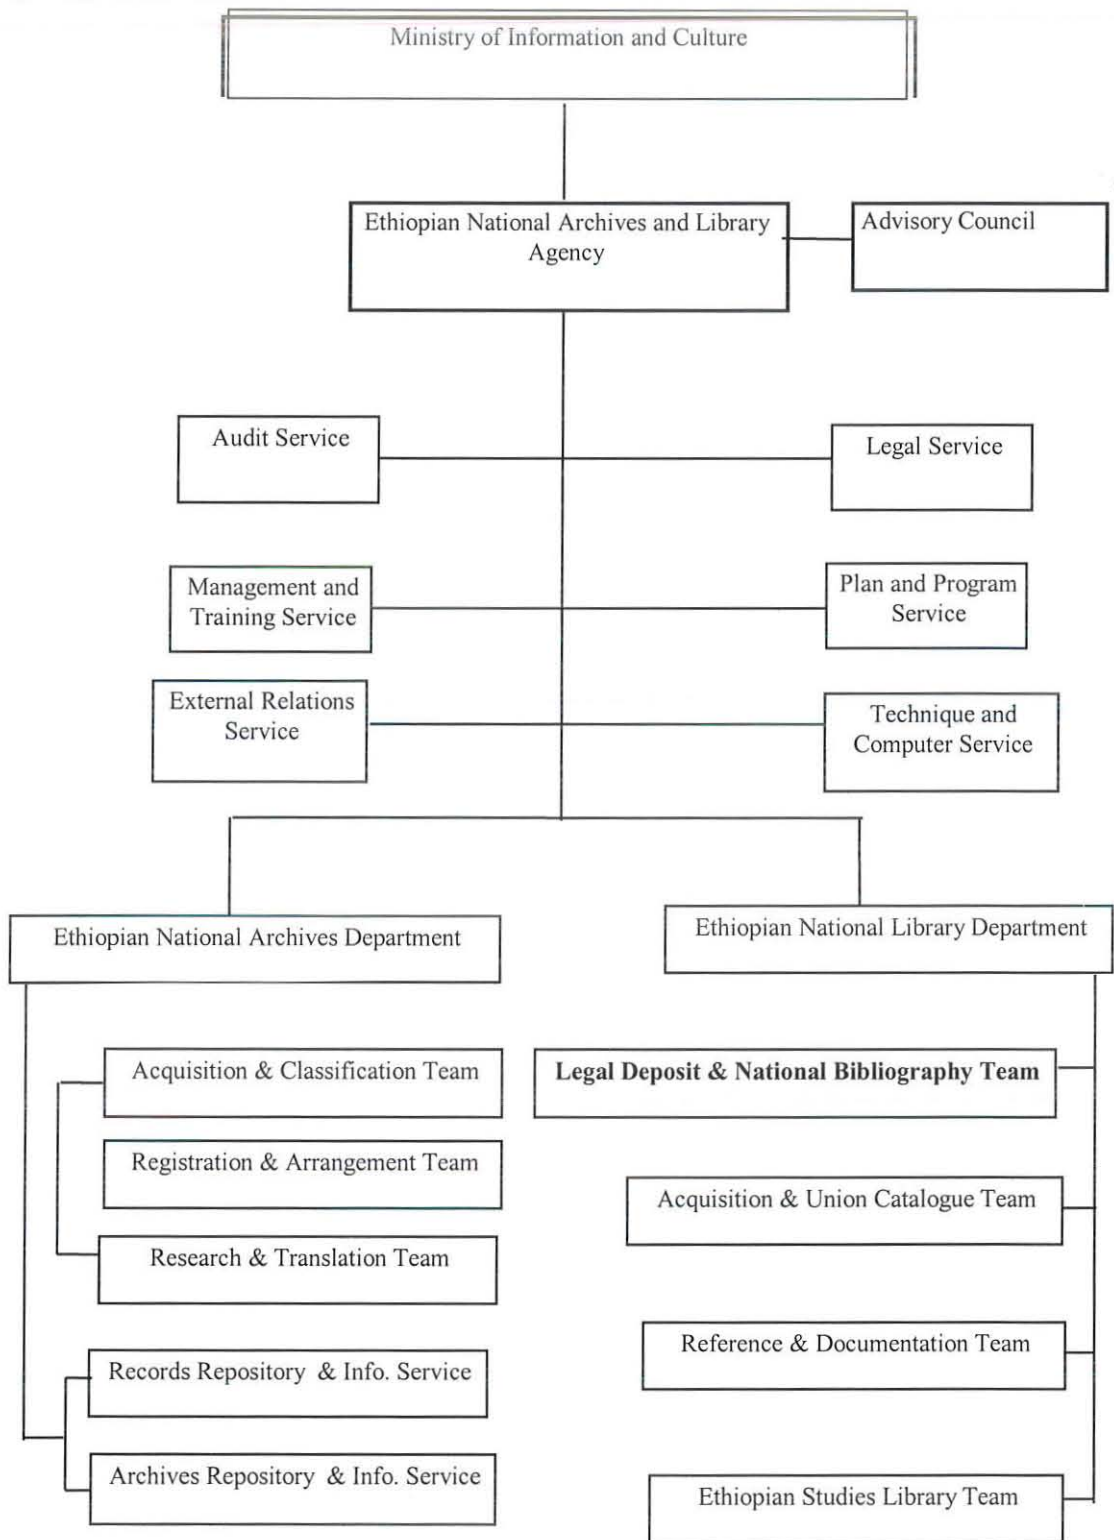 Ministry of Information and Culture
Ethiopian National Archives and Library
Agency
Advisory Council
Audit Service
Legal Service
Management and
Training Service
Plan and Program
Service
External Relations
Service
Technique and
Computer Service
Ethiopian National Archives Department
Ethiopian National Library Department
Acquisition & Classification Team
Registration & Arrangement Team
Research & Translation Team
Records Repository & Info. Service
Archives Repository & Info. Service
Legal Deposit & National Bibliography Team
Acquisition & Union Catalogue Team
Reference & Documentation Team
Ethiopian Studies Library Team